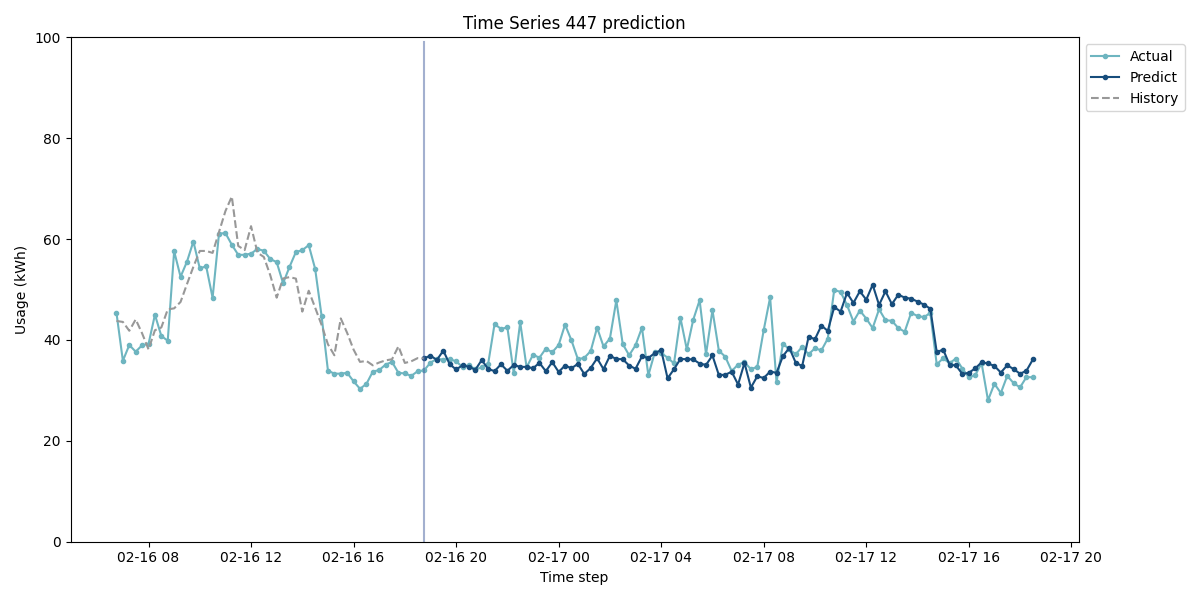 Time Series 447 prediction
100
80
60
40
20
0
Usage (kWh)
02-16 08
02-16 12
02-16 16
02-16 20
02-17 00
02-17 04
02-17 08
02-17 12
02-17 16
02-17 20
Time step
Actual
Predict
History